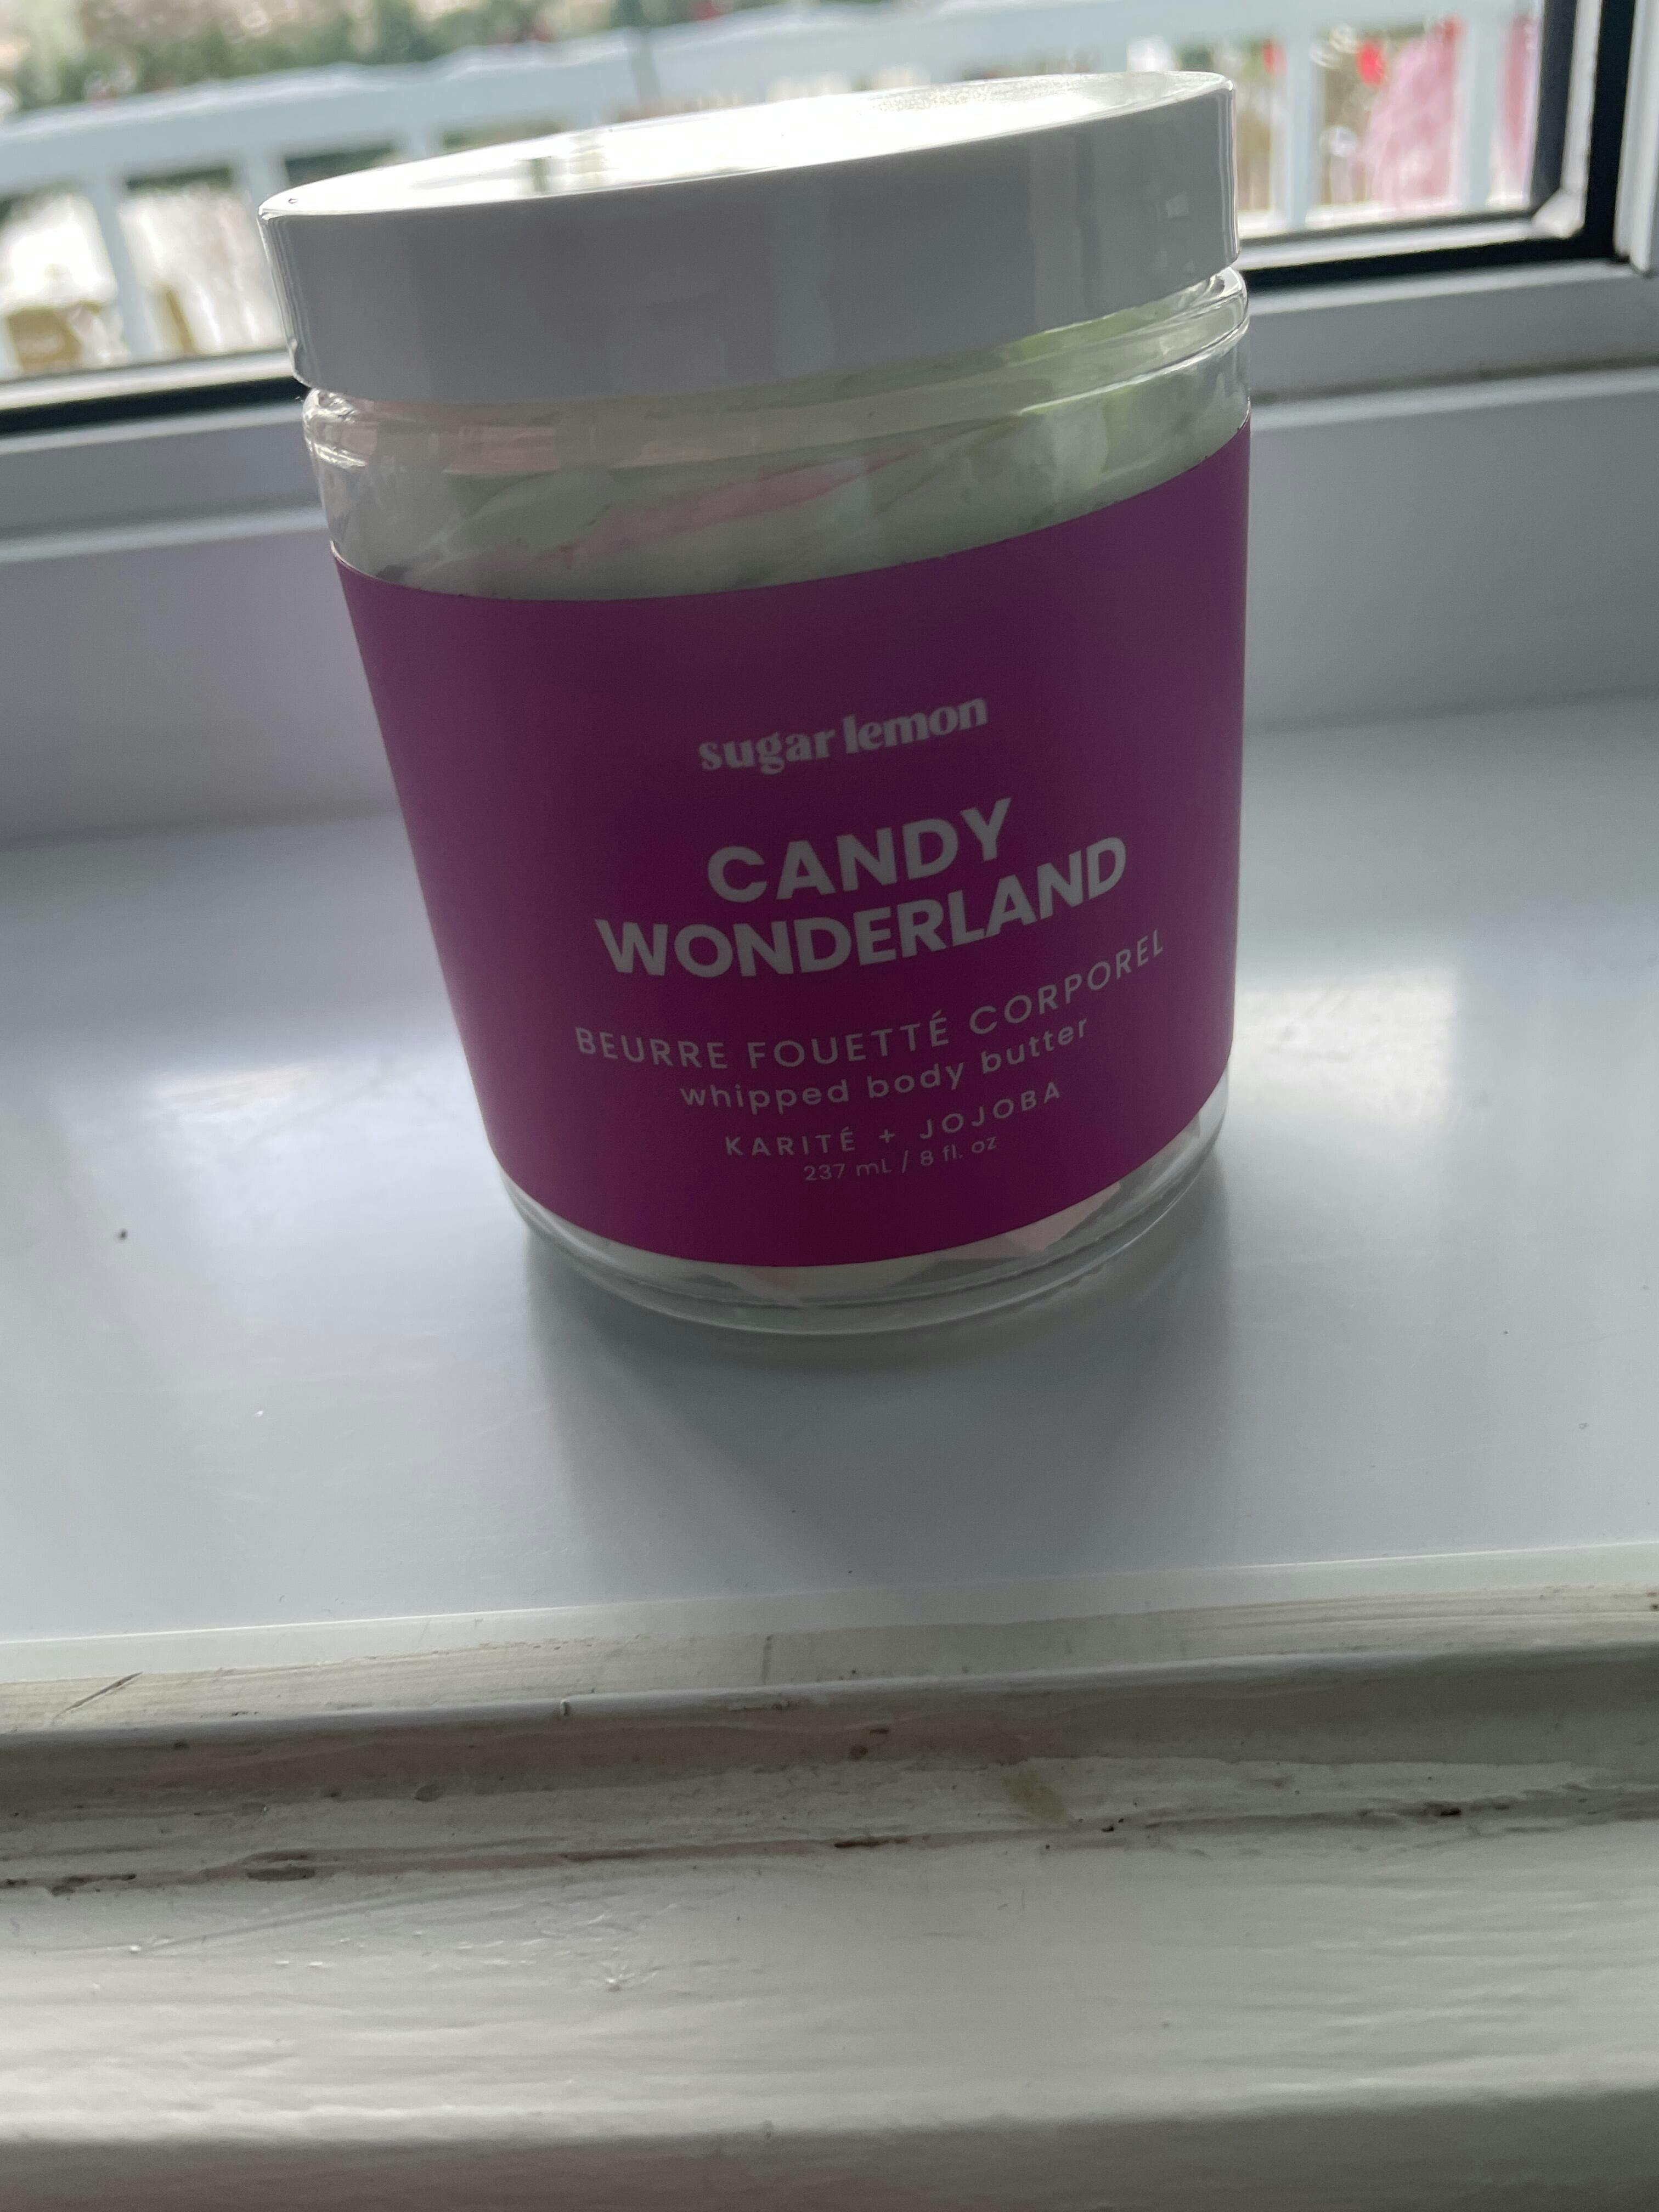 sugar lemon
CANDY
WONDERLAND
BEURRE FOUETTÉ CORPOREL
whipped body butter
KARITÉ + JOJOBA
237 mL / 8 fl. oz